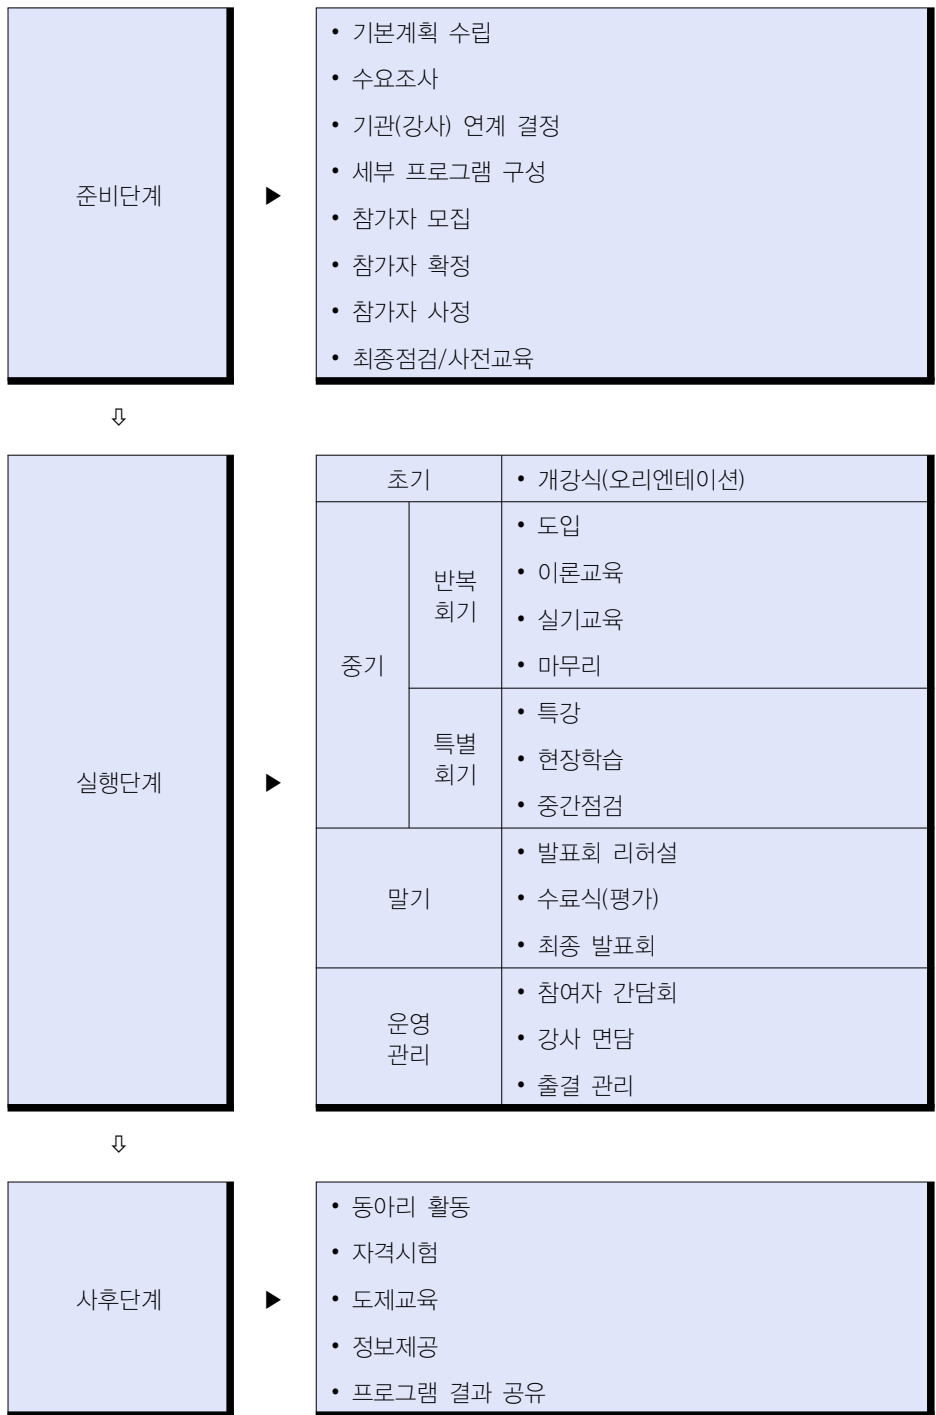 준비단계
▶
• 기본계획 수립
• 수요조사
• 기관(강사) 연계 결정
• 세부 프로그램 구성
• 참가자 모집
• 참가자 확정
• 참가자 사정
• 최종점검/사전교육
⇩
실행단계
▶
초기
• 개강식(오리엔테이션)
중기
반복
회기
• 도입
• 이론교육
• 실기교육
• 마무리
특별
회기
• 특강
• 현장학습
• 중간점검
말기
• 발표회 리허설
• 수료식(평가)
• 최종 발표회
운영
관리
• 참여자 간담회
• 강사 면담
• 출결 관리
⇩
사후단계
▶
• 동아리 활동
• 자격시험
• 도제교육
• 정보제공
• 프로그램 결과 공유